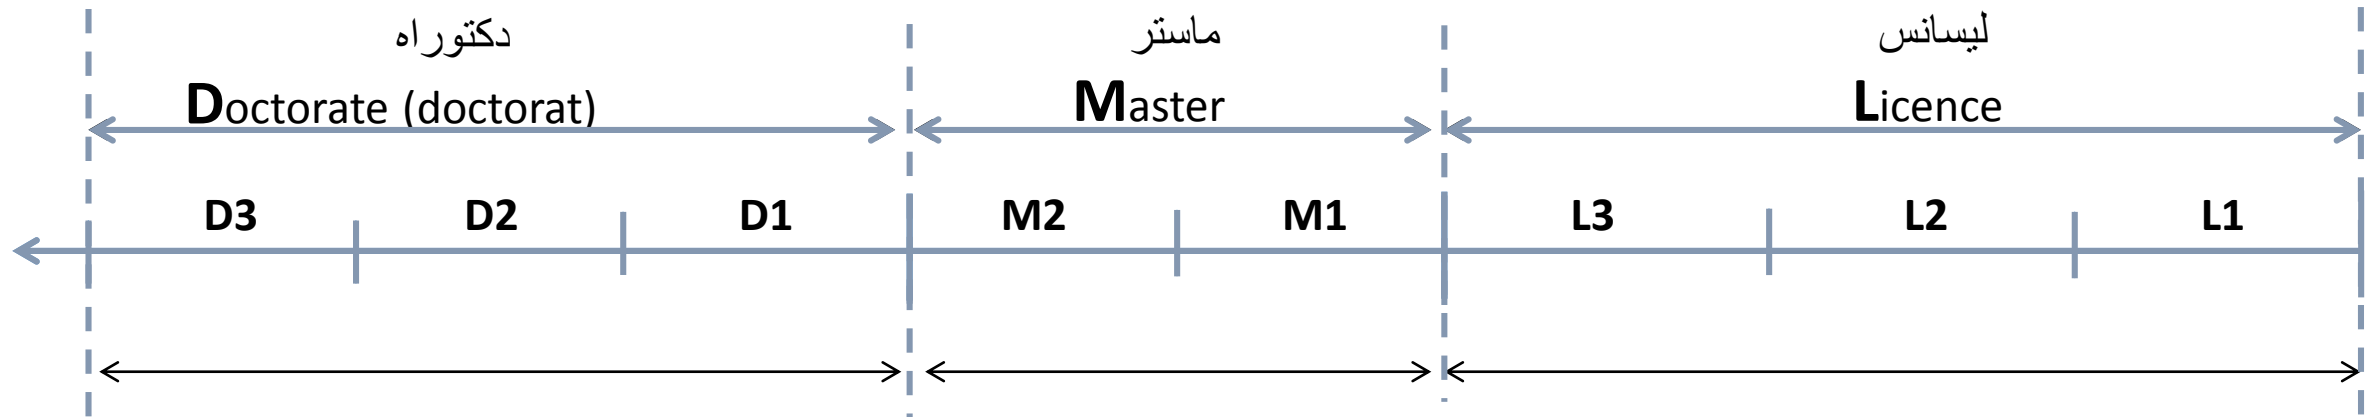 ليسانس
Licence
ماستر
Master
دكتوراه
Doctorate (doctorat)
L1
L2
L3
M1
M2
D1
D2
D3